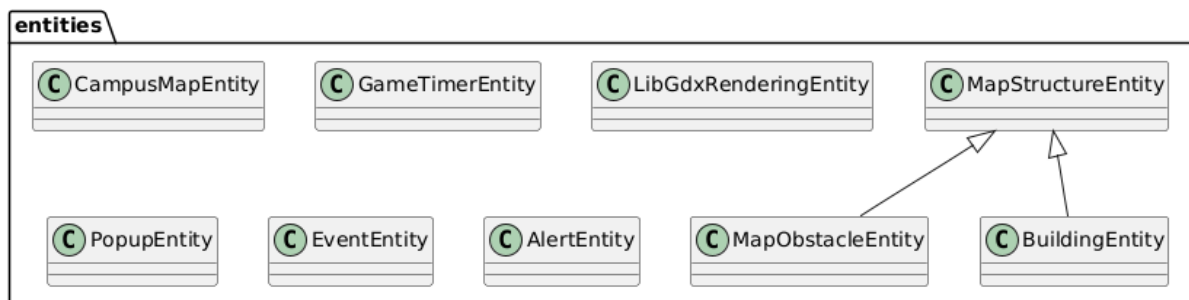 entities
C CampusMapEntity
C GameTimerEntity
C LibGdxRenderingEntity
C MapStructureEntity
C PopupEntity
C EventEntity
C AlertEntity
C MapObstacleEntity
C BuildingEntity